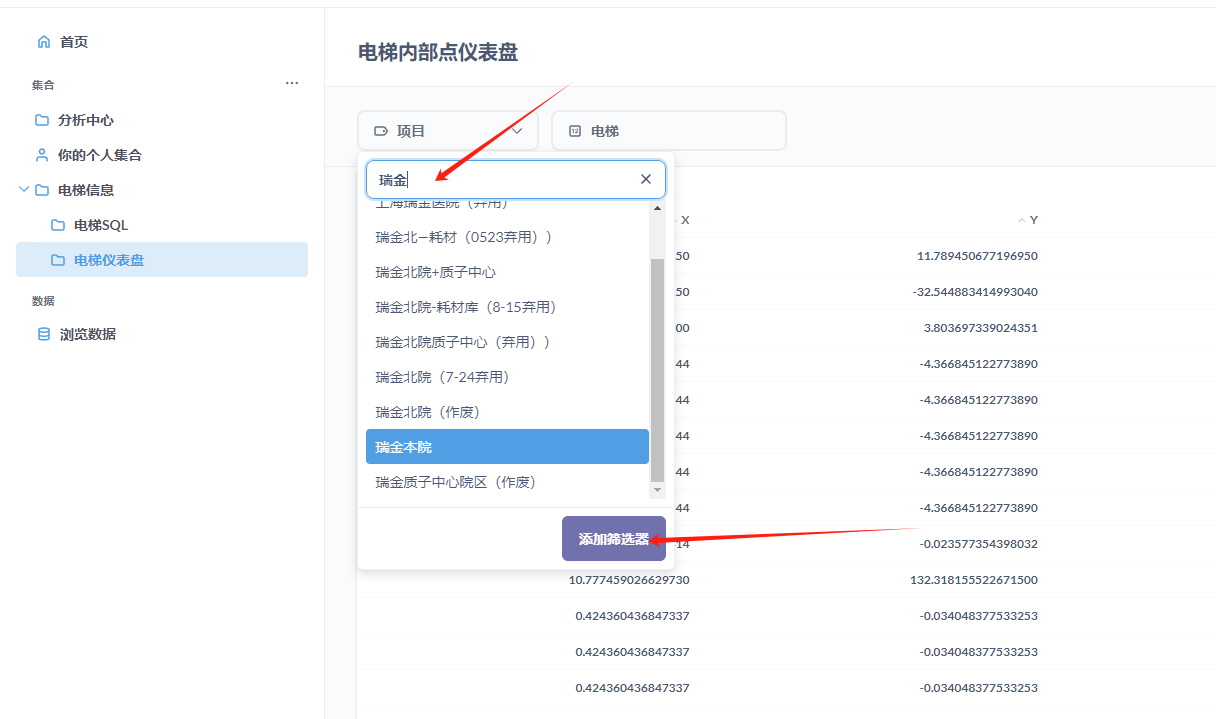 首页
集合
...
分析中心
你的个人集合
电梯信息
电梯SQL
电梯仪表盘
数据
浏览数据
电梯内部点仪表盘
项目
电梯
瑞金
上海瑞金医院（弃用）
瑞金北—耗材（0523弃用））
瑞金北院+质子中心
瑞金北院-耗材库（8-15弃用）
瑞金北院质子中心（弃用））
瑞金北院（7-24弃用）
瑞金北院（作废）
瑞金本院
瑞金质子中心院区（作废）
添加筛选器
X Y
50 11.789450677196950
50 -32.544883414993040
00 3.803697339024351
44 -4.366845122773890
44 -4.366845122773890
44 -4.366845122773890
44 -4.366845122773890
44 -4.366845122773890
14 -0.023577354398032
10.777459026629730 132.318155522671500
0.424360436847337 -0.034048377533253
0.424360436847337 -0.034048377533253
0.424360436847337 -0.034048377533253